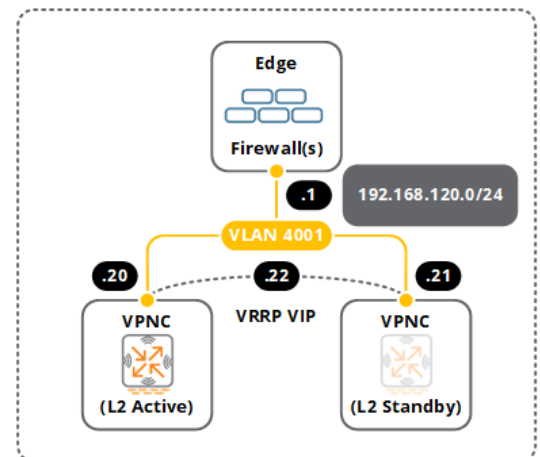 Edge
Firewall(s)
.1
192.168.120.0/24
VLAN 4001
.20
.22
.21
VPNC
VRRP VIP
VPNC
(L2 Active)
(L2 Standby)